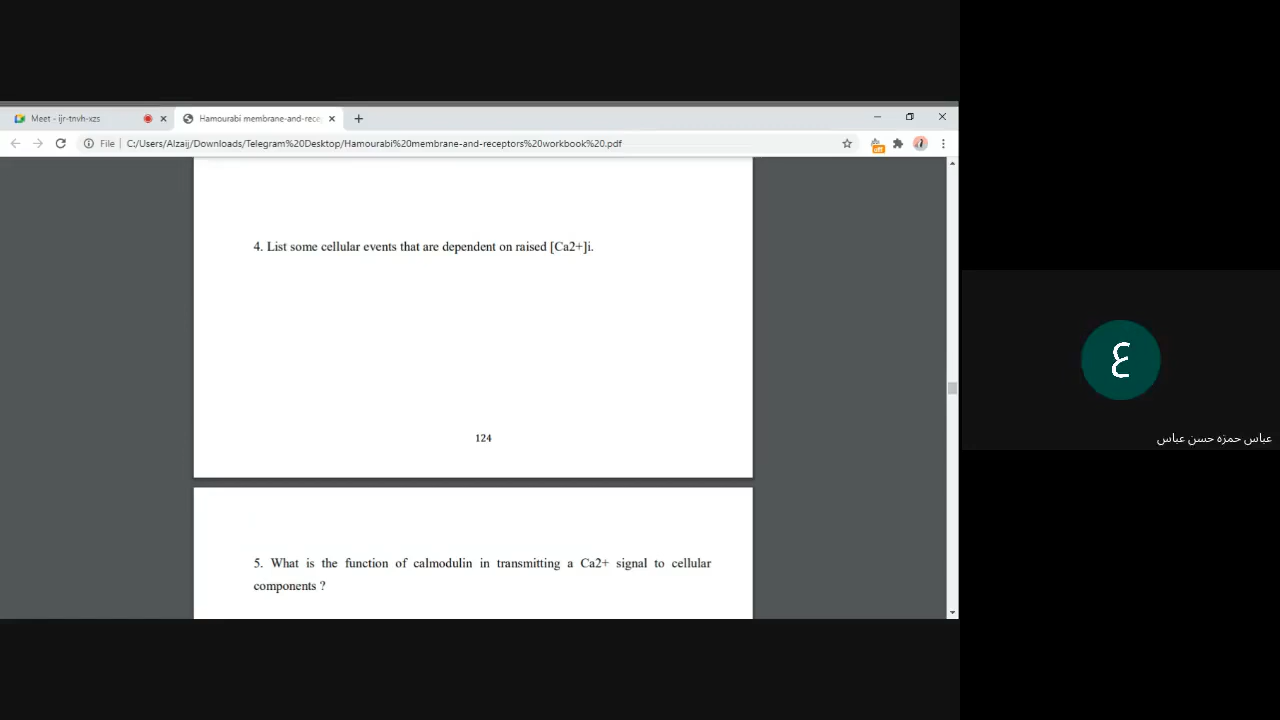 Meet - ijr-tnvh-xzs
Hamourabi membrane-and-rece
File
C:/Users/Alzaij/Downloads/Telegram%20Desktop/Hamourabi%20membrane-and-receptors%20workbook%20.pdf
4. List some cellular events that are dependent on raised [Ca2+]i.
124
5. What is the function of calmodulin in transmitting a Ca2+ signal to cellular
components ?
ع
عباس حمزه حسن عباس